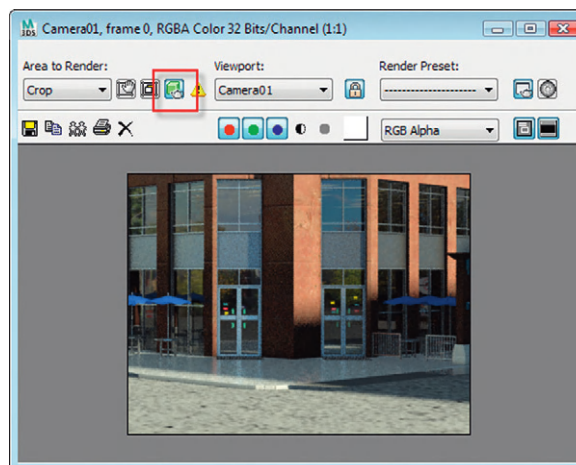 Camera01, frame 0, RGBA Color 32 Bits/Channel (1:1)
Area to Render:
Viewport:
Render Preset:
Crop
Camera01
--------------------
RGB Alpha